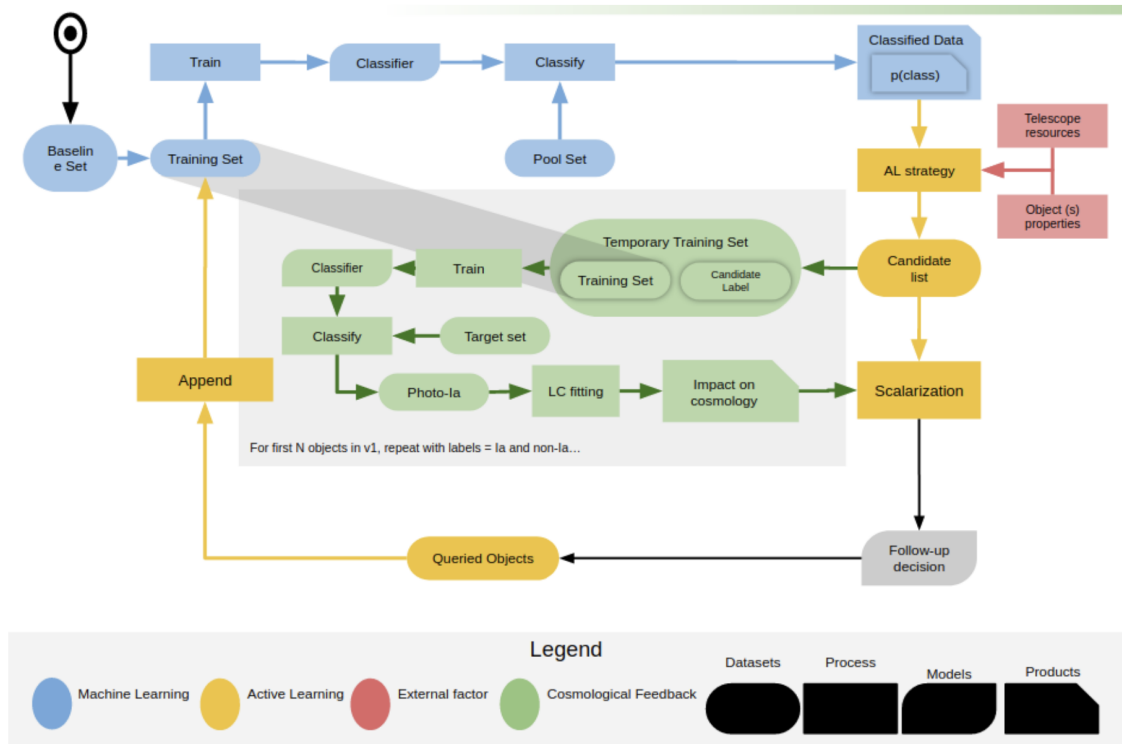 Train
Classifier
Classify
Classified Data
p(class)
Telescope
resources
Baselin
e Set
Training Set
Pool Set
AL strategy
Object (s)
properties
Temporary Training Set
Training Set
Candidate
Label
Candidate
list
Classifier
Train
Classify
Target set
Append
Photo-Ia
LC fitting
Impact on
cosmology
Scalarization
For first N objects in v1, repeat with labels = Ia and non-Ia...
Queried Objects
Follow-up
decision
Legend
Machine Learning
Active Learning
External factor
Cosmological Feedback
Datasets
Process
Models
Products